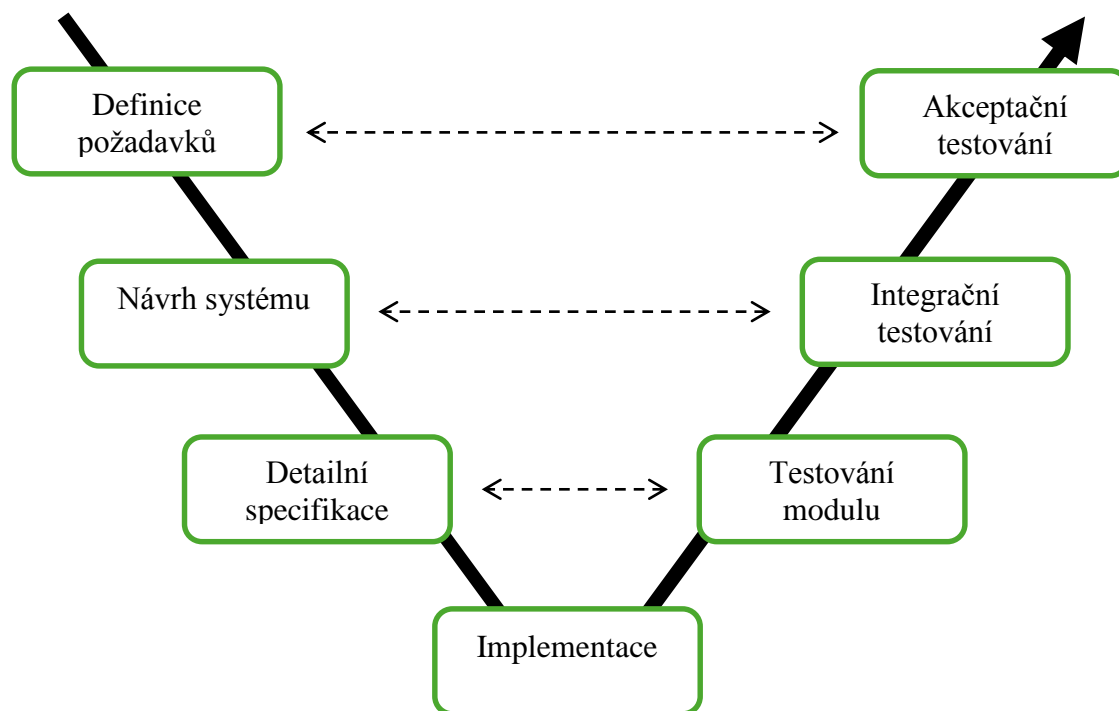 Definice
požadavků
Akceptační
testování
Návrh systému
Integrační
testování
Detailní
specifikace
Testování
modulu
Implementace